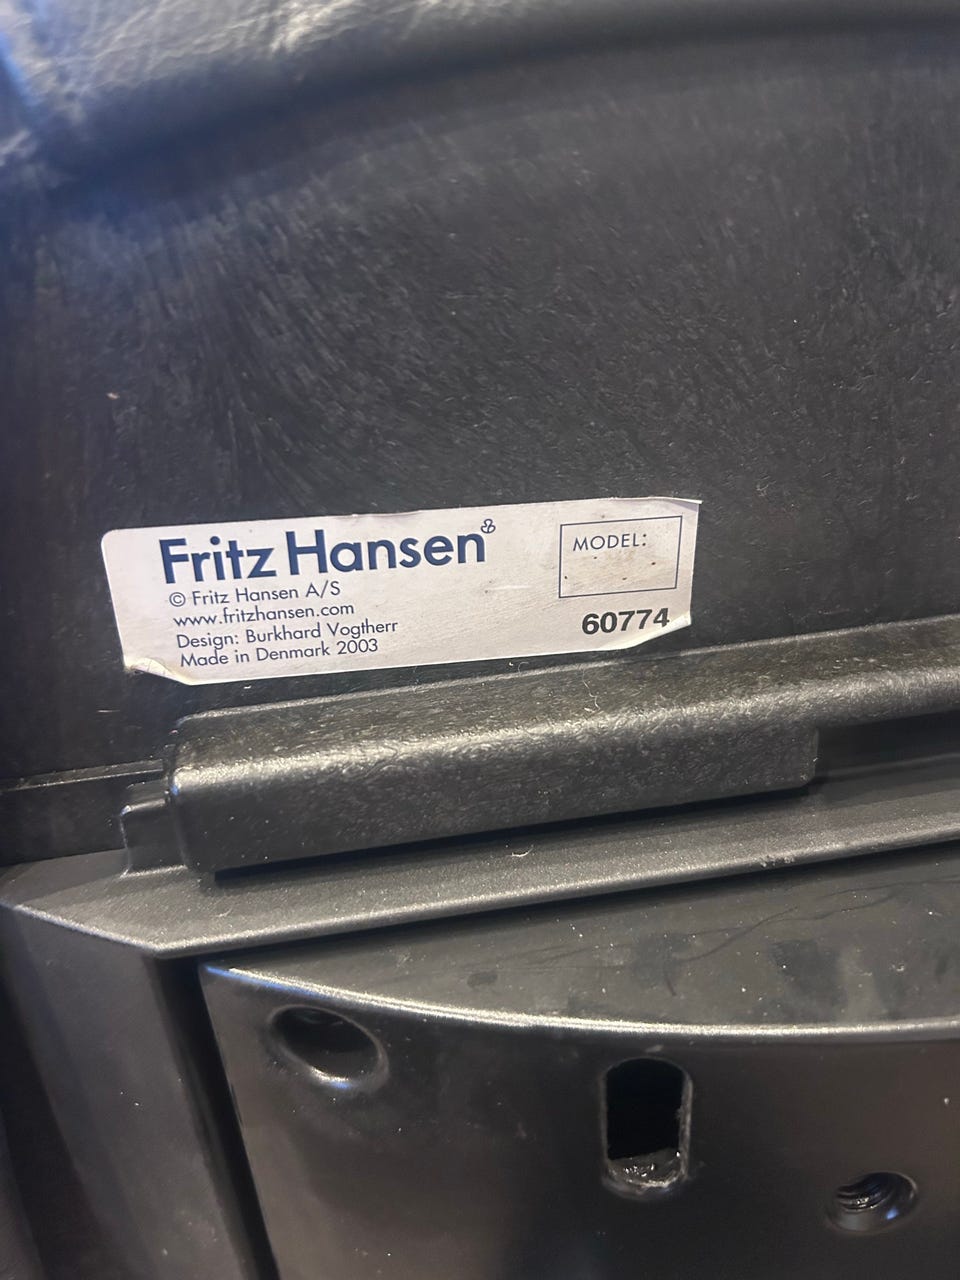 Fritz Hansen
© Fritz Hansen A/S
www.fritzhansen.com
Design: Burkhard Vogtherr
Made in Denmark 2003
MODEL:
60774